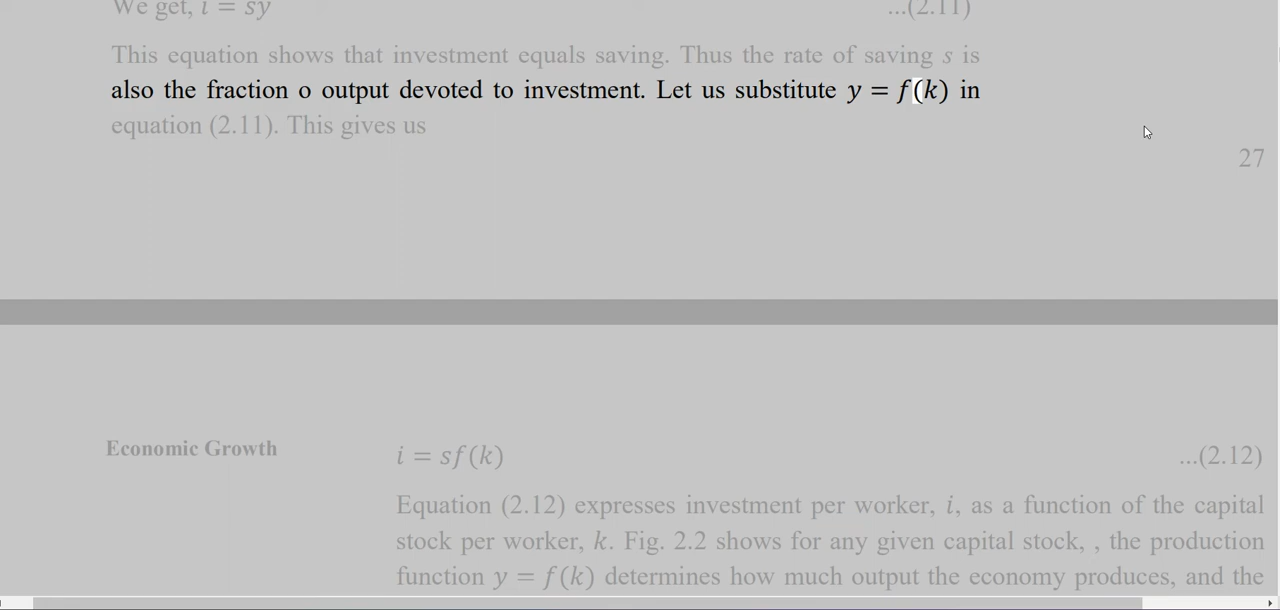 We get, i = sy ...(2.11)
This equation shows that investment equals saving. Thus the rate of saving s is
also the fraction o output devoted to investment. Let us substitute y = f(k) in
equation (2.11). This gives us
27
Economic Growth
i = sf(k) ...(2.12)
Equation (2.12) expresses investment per worker, i, as a function of the capital
stock per worker, k. Fig. 2.2 shows for any given capital stock, , the production
function y = f(k) determines how much output the economy produces, and the